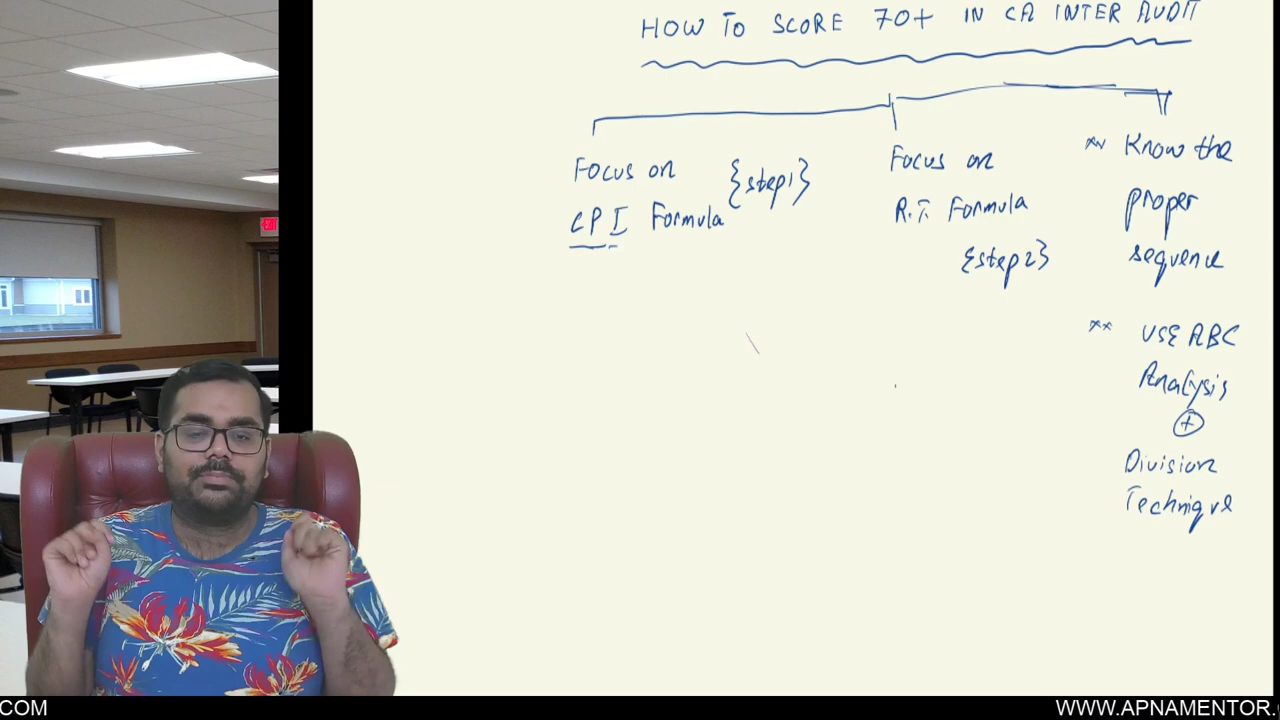 HOW TO SCORE 70+ IN CA INTER AUDIT
Focus on
CPI Formula
{step1}
Focus on
R.T. Formula
{step2}
** Know the
proper
sequence
** USE ABC
Analysis
+
Division
Technique
COM
WWW.APNAMENTOR.